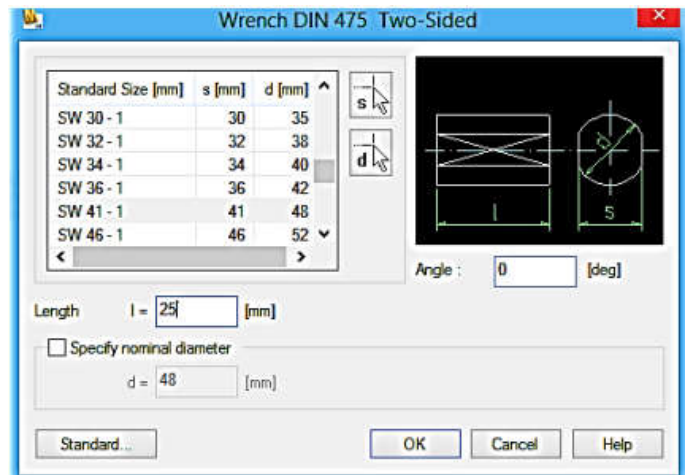 Wrench DIN 475 Two-Sided
Standard Size [mm] s [mm] d [mm]
SW 30 - 1 30 35
SW 32 - 1 32 38
SW 34 - 1 34 40
SW 36 - 1 36 42
SW 41 - 1 41 48
SW 46 - 1 46 52
s
d
d
l
s
Angle : 0 [deg]
Length l = 25 [mm]
Specify nominal diameter
d = 48 [mm]
Standard...
OK
Cancel
Help